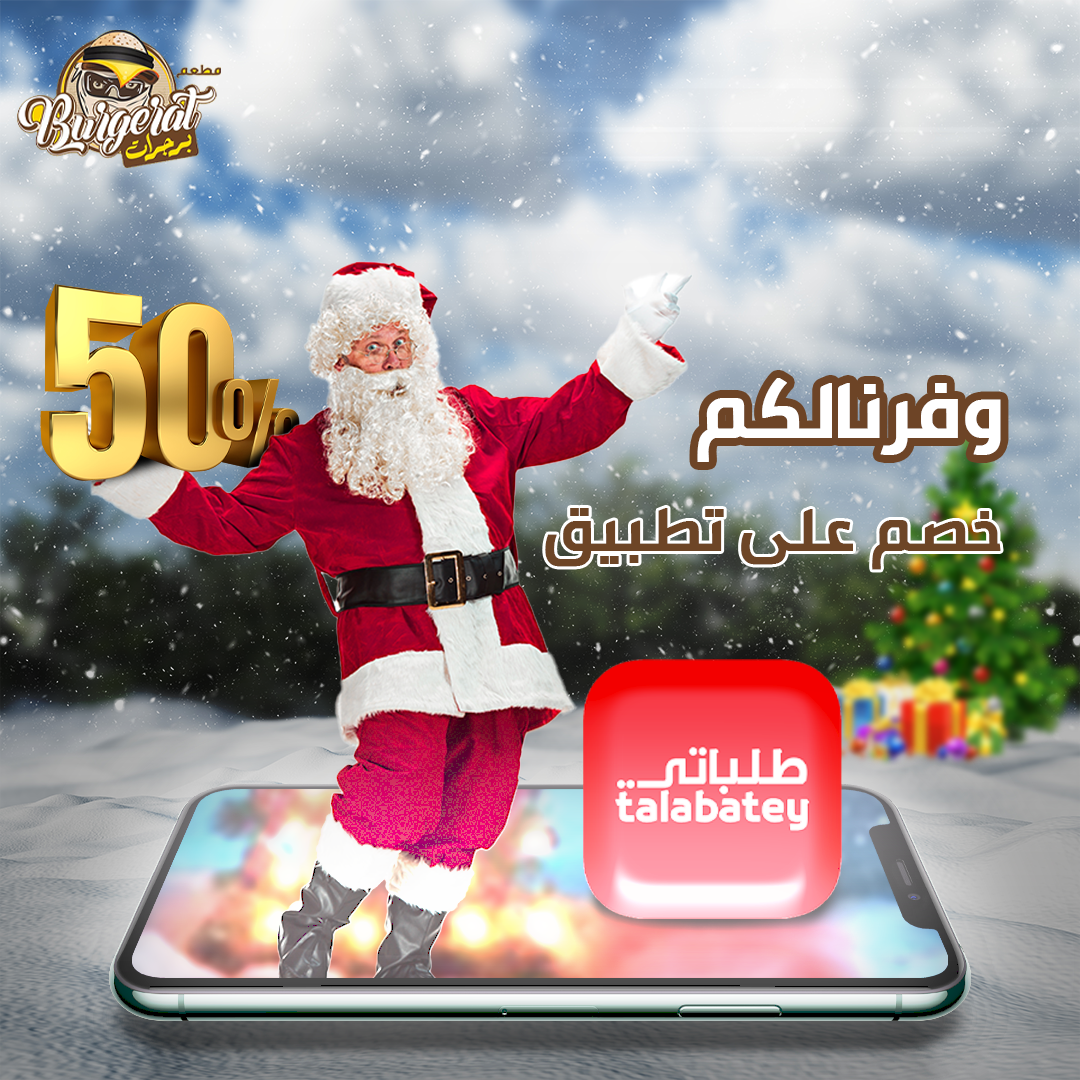 مطعم
Burgerat
برجرات
50%
وفرنالكم
خصم على تطبيق
طلباتي
talabatey